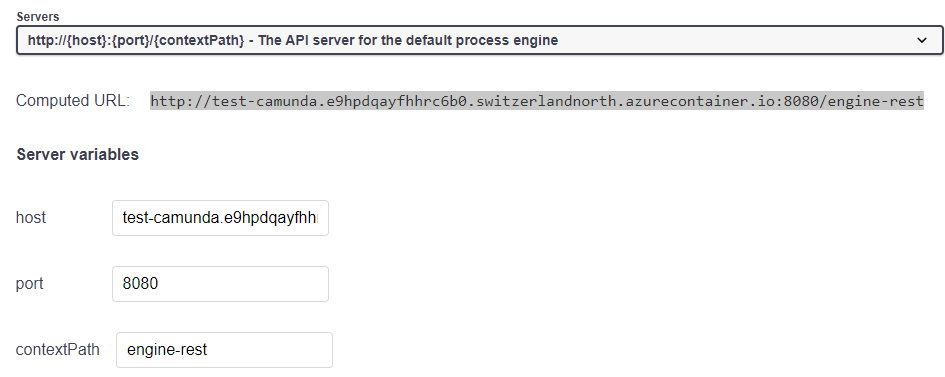 Servers
http://{host}:{port}/{contextPath} - The API server for the default process engine
Computed URL: http://test-camunda.e9hpdqayfhhrc6b0.switzerlandnorth.azurecontainer.io:8080/engine-rest
Server variables
host test-camunda.e9hpdqayfhh
port 8080
contextPath engine-rest